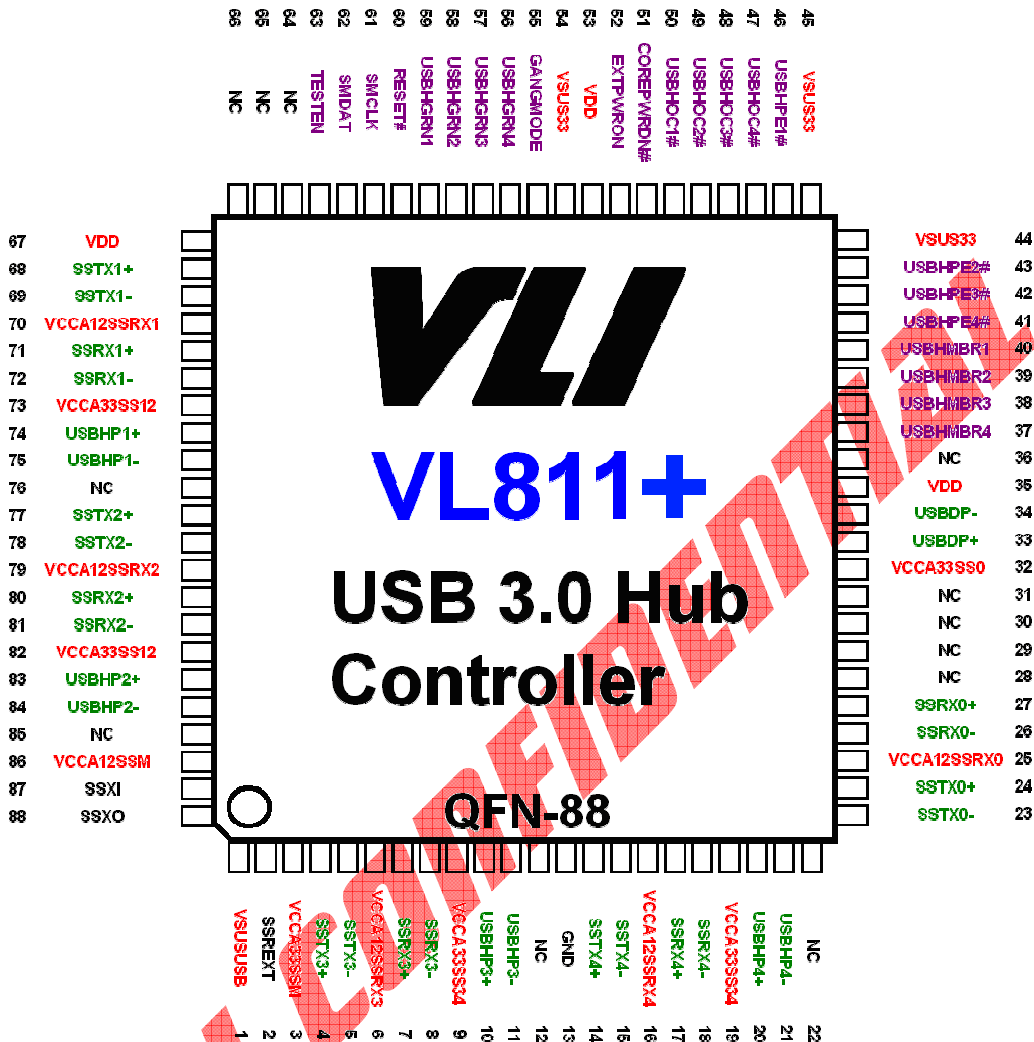 66 65 64 63 62 61 60 59 58 57 56 55 54 53 52 51 50 49 48 47 46 45
NC NC NC TESTEN SMDAT SMCLK RESET# USBHGRN1 USBHGRN2 USBHGRN3 USBHGRN4 GANGMODE VSUS33 VDD EXTPWRON COREPWRDN# USBHOC1# USBHOC2# USBHOC3# USBHOC4# USBHPE1# VSUS33
67 VDD
68 SSTX1+
69 SSTX1-
70 VCCA12SSRX1
71 SSRX1+
72 SSRX1-
73 VCCA33SS12
74 USBHP1+
75 USBHP1-
76 NC
77 SSTX2+
78 SSTX2-
79 VCCA12SSRX2
80 SSRX2+
81 SSRX2-
82 VCCA33SS12
83 USBHP2+
84 USBHP2-
85 NC
86 VCCA12SSM
87 SSXI
88 SSXO
VLI
VL811+
USB 3.0 Hub
Controller
QFN-88
VSUS33 44
USBHPE2# 43
USBHPE3# 42
USBHPE4# 41
USBHMBR1 40
USBHMBR2 39
USBHMBR3 38
USBHMBR4 37
NC 36
VDD 35
USBDP- 34
USBDP+ 33
VCCA33SS0 32
NC 31
NC 30
NC 29
NC 28
SSRX0+ 27
SSRX0- 26
VCCA12SSRX0 25
SSTX0+ 24
SSTX0- 23
VSUSUSB SSREXT VCCA33SSM SSTX3+ SSTX3- VCCA12SSRX3 SSRX3+ SSRX3- VCCA33SS34 USBHP3+ USBHP3- NC GND SSTX4+ SSTX4- VCCA12SSRX4 SSRX4+ SSRX4- VCCA33SS34 USBHP4+ USBHP4- NC
1 2 3 4 5 6 7 8 9 10 11 12 13 14 15 16 17 18 19 20 21 22
CONFIDENTIAL